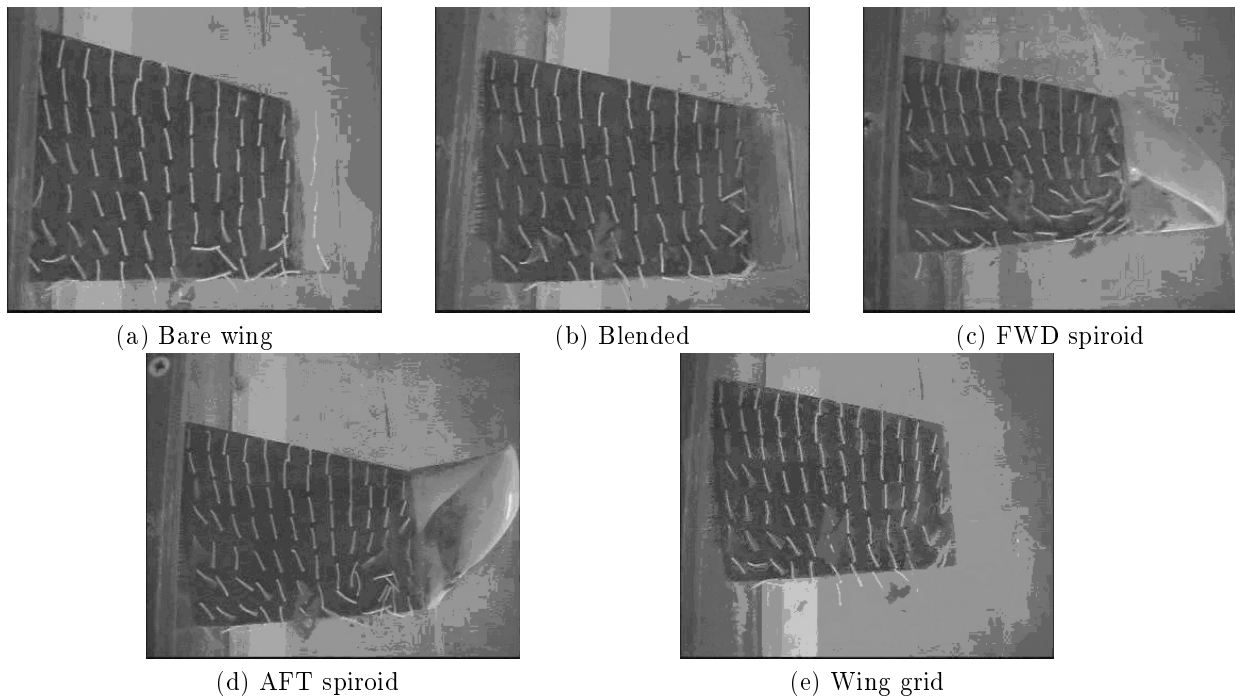 (a) Bare wing
(b) Blended
(c) FWD spiroid
(d) AFT spiroid
(e) Wing grid